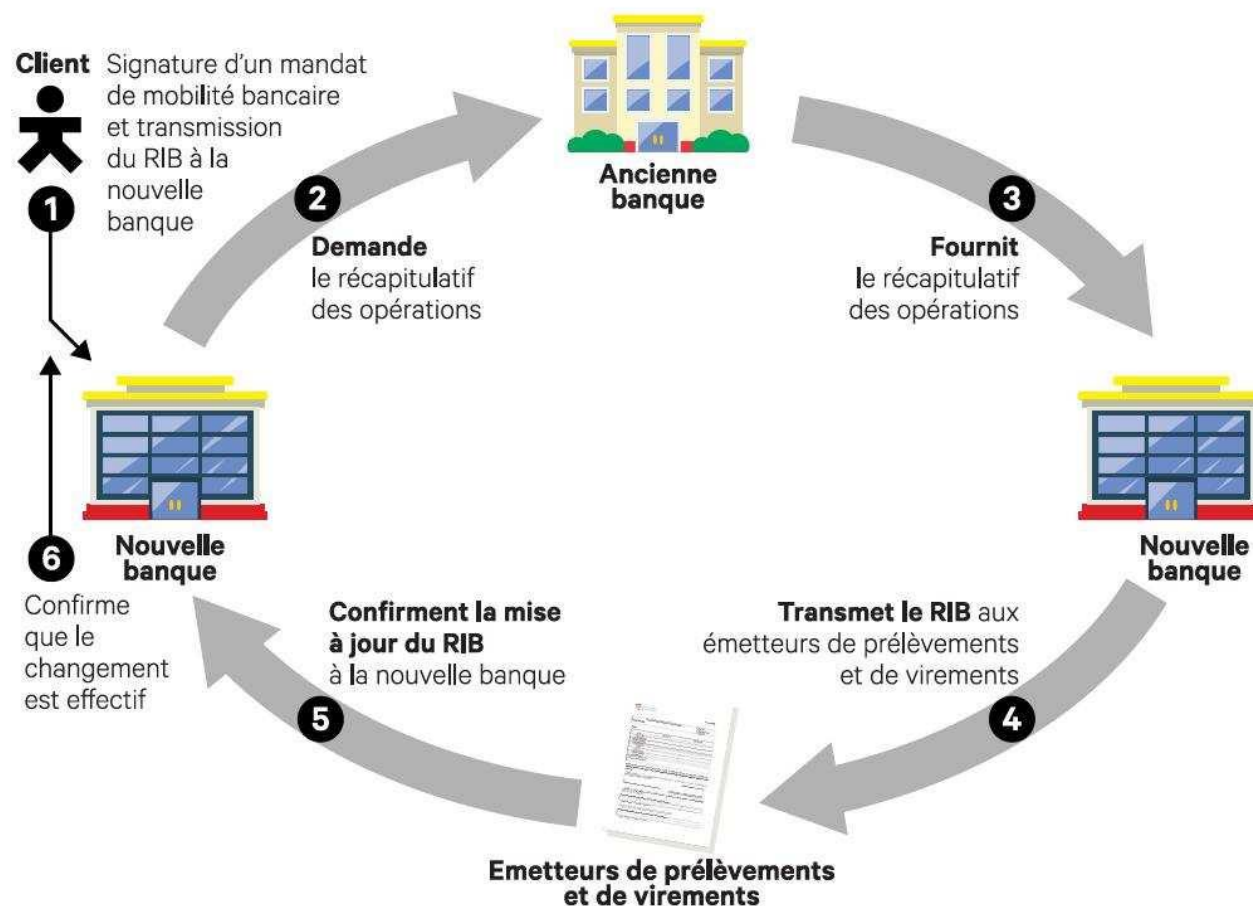 Client
Signature d'un mandat
de mobilité bancaire
et transmission
du RIB à la
nouvelle
banque
1
2
Demande
le récapitulatif
des opérations
Ancienne
banque
3
Fournit
le récapitulatif
des opérations
Nouvelle
banque
Nouvelle
banque
Transmet le RIB aux
émetteurs de prélèvements
et de virements
4
Emetteurs de prélèvements
et de virements
Confirment la mise
à jour du RIB
à la nouvelle banque
5
6
Confirme
que le
changement
est effectif